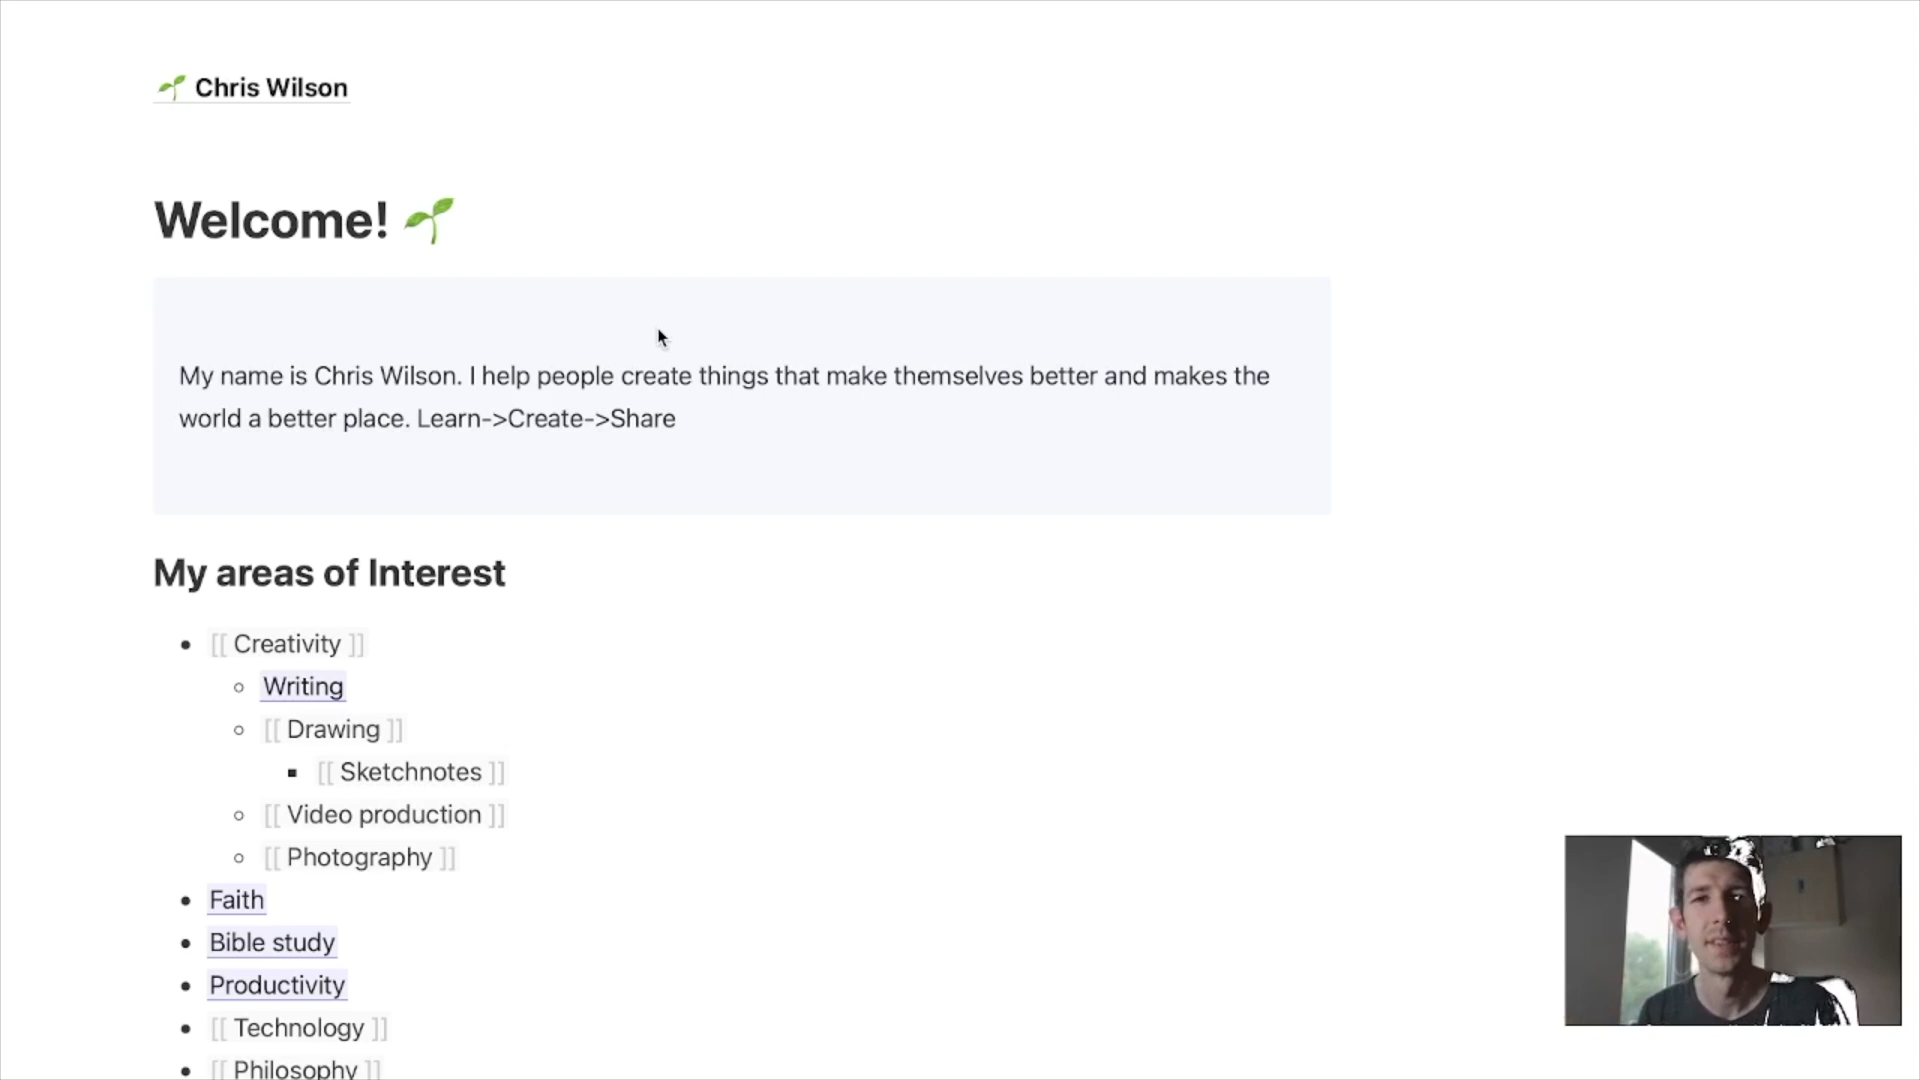 🌱 Chris Wilson
Welcome! 🌱
My name is Chris Wilson. I help people create things that make themselves better and makes the
world a better place. Learn->Create->Share
My areas of Interest
[[ Creativity ]]
Writing
[[ Drawing ]]
[[ Sketchnotes ]]
[[ Video production ]]
[[ Photography ]]
Faith
Bible study
Productivity
[[ Technology ]]
[[ Philosophy ]]